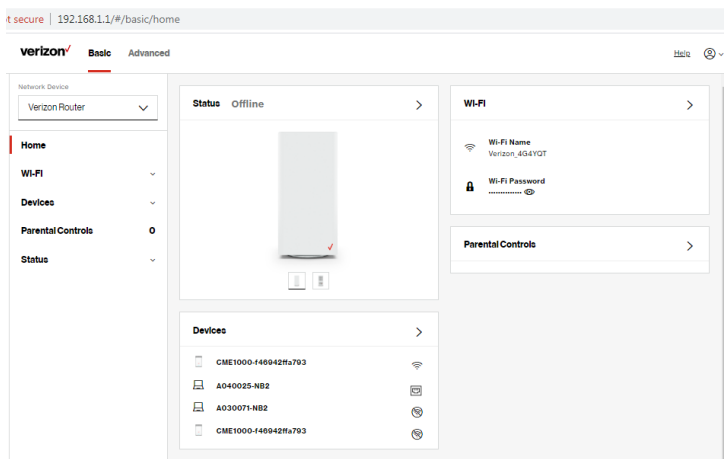 t secure | 192.168.1.1/#/basic/home
verizon✓ Basic Advanced Help
Network Device
Verizon Router
Home
Wi-Fi
Devices
Parental Controls 0
Status
Status Offline
Devices
CME1000-f46942ffa793
A040025-NB2
A030071-NB2
CME1000-f46942ffa793
Wi-Fi
Wi-Fi Name
Verizon_4G4YQT
Wi-Fi Password
••••••••••••••
Parental Controls